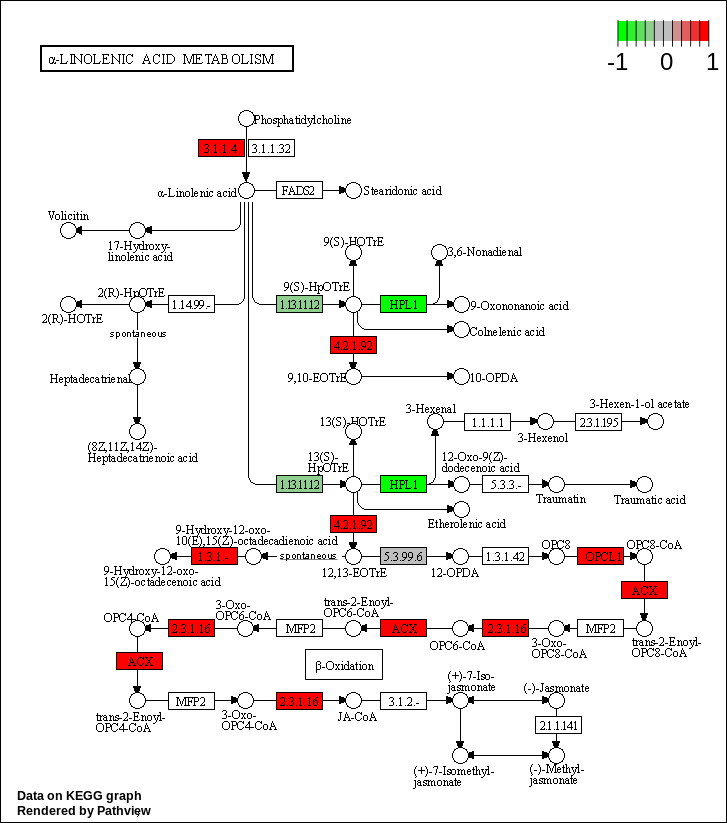 -1 0 1
α-LINOLENIC ACID METABOLISM
Phosphatidylcholine
3.1.1.4 3.1.1.32
α-Linolenic acid FADS2 Stearidonic acid
Volicitin
17-Hydroxy-
linolenic acid
9(S)-HOTrE
3,6-Nonadienal
2(R)-HpOTrE 9(S)-HpOTrE
1.14.99.- 1.13.11.12 HPL1 9-Oxononanoic acid
2(R)-HOTrE
spontaneous
Colnelenic acid
4.2.1.92
Heptadecatrienal 9,10-EOTrE 10-OPDA
3-Hexenal 3-Hexen-1-ol acetate
13(S)-HOTrE 1.1.1.1 2.3.1.195
3-Hexenol
(8Z,11Z,14Z)-
Heptadecatrienoic acid
13(S)-
HpOTrE
12-Oxo-9(Z)-
dodecenoic acid
1.13.11.12 HPL1 5.3.3.-
Traumatin Traumatic acid
4.2.1.92 Etherolenic acid
9-Hydroxy-12-oxo-
10(E),15(Z)-octadecadienoic acid
OPC8 OPC8-CoA
1.3.1.- spontaneous 5.3.99.6 1.3.1.42 OPCL1
9-Hydroxy-12-oxo-
15(Z)-octadecenoic acid
12,13-EOTrE 12-OPDA
ACX
OPC4-CoA
3-Oxo-
OPC6-CoA
trans-2-Enoyl-
OPC6-CoA
2.3.1.16 MFP2 ACX 2.3.1.16 MFP2
OPC6-CoA
3-Oxo-
OPC8-CoA
trans-2-Enoyl-
OPC8-CoA
ACX
β-Oxidation
(+)-7-Iso-
jasmonate
(-)-Jasmonate
MFP2 2.3.1.16 3.1.2.-
trans-2-Enoyl-
OPC4-CoA
3-Oxo-
OPC4-CoA
JA-CoA
2.1.1.141
(+)-7-Isomethyl-
jasmonate
(-)-Methyl-
jasmonate
Data on KEGG graph
Rendered by Pathview